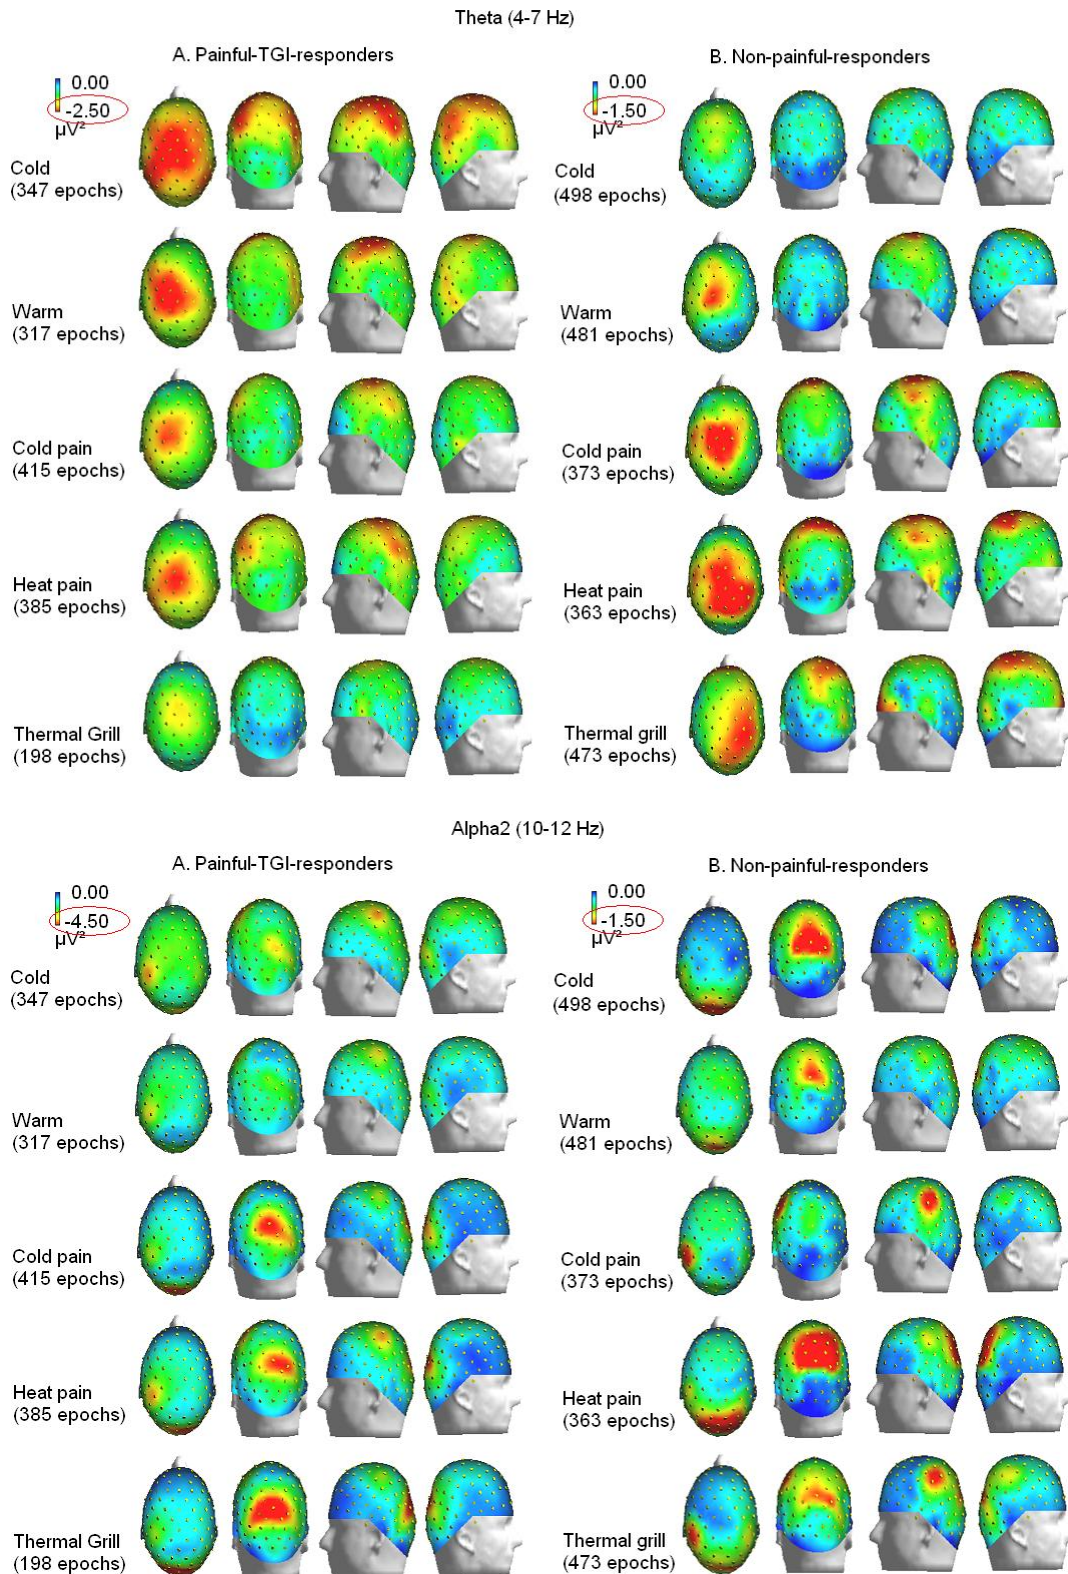 Theta (4-7 Hz)
A. Painful-TGI-responders
B. Non-painful-responders
0.00
-2.50
µV²
Cold
(347 epochs)
Warm
(317 epochs)
Cold pain
(415 epochs)
Heat pain
(385 epochs)
Thermal Grill
(198 epochs)
0.00
-1.50
µV²
Cold
(498 epochs)
Warm
(481 epochs)
Cold pain
(373 epochs)
Heat pain
(363 epochs)
Thermal grill
(473 epochs)
Alpha2 (10-12 Hz)
A. Painful-TGI-responders
B. Non-painful-responders
0.00
-4.50
µV²
Cold
(347 epochs)
Warm
(317 epochs)
Cold pain
(415 epochs)
Heat pain
(385 epochs)
Thermal Grill
(198 epochs)
0.00
-1.50
µV²
Cold
(498 epochs)
Warm
(481 epochs)
Cold pain
(373 epochs)
Heat pain
(363 epochs)
Thermal grill
(473 epochs)